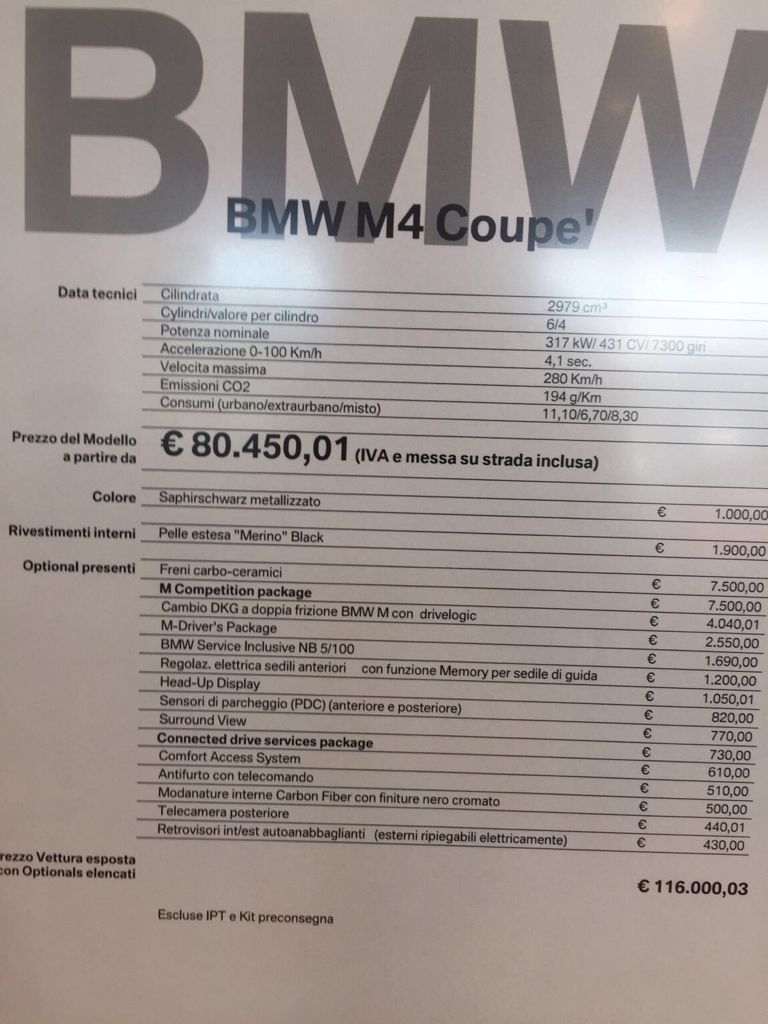 BMW
BMW M4 Coupe'
Data tecnici
Cilindrata 2979 cm³
Cylindri/valore per cilindro 6/4
Potenza nominale 317 kW/ 431 CV/ 7300 giri
Accelerazione 0-100 Km/h 4,1 sec.
Velocita massima 280 Km/h
Emissioni CO2 194 g/Km
Consumi (urbano/extraurbano/misto) 11,10/6,70/8,30
Prezzo del Modello
a partire da
€ 80.450,01 (IVA e messa su strada inclusa)
Colore Saphirschwarz metallizzato € 1.000,00
Rivestimenti interni Pelle estesa "Merino" Black € 1.900,00
Optional presenti Freni carbo-ceramici € 7.500,00
M Competition package € 7.500,00
Cambio DKG a doppia frizione BMW M con drivelogic € 4.040,01
M-Driver's Package € 2.550,00
BMW Service Inclusive NB 5/100 € 1.690,00
Regolaz. elettrica sedili anteriori con funzione Memory per sedile di guida € 1.200,00
Head-Up Display € 1.050,01
Sensori di parcheggio (PDC) (anteriore e posteriore) € 820,00
Surround View € 770,00
Connected drive services package € 730,00
Comfort Access System € 610,00
Antifurto con telecomando € 510,00
Modanature interne Carbon Fiber con finiture nero cromato € 500,00
Telecamera posteriore € 440,01
Retrovisori int/est autoanabbaglianti (esterni ripiegabili elettricamente) € 430,00
rezzo Vettura esposta
con Optionals elencati
€ 116.000,03
Escluse IPT e Kit preconsegna